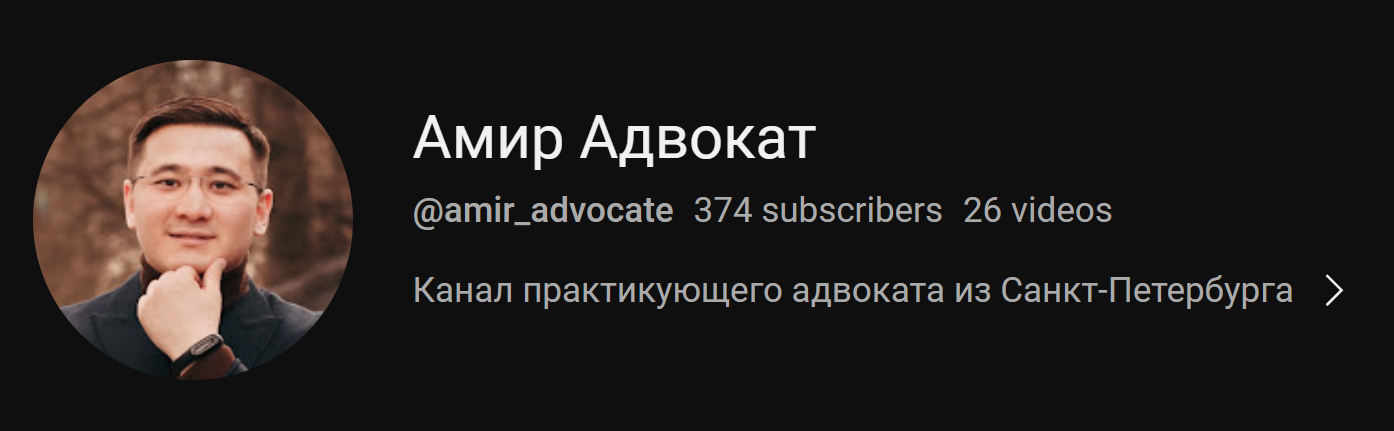 Амир Адвокат
@amir_advocate 374 subscribers 26 videos
Канал практикующего адвоката из Санкт-Петербурга